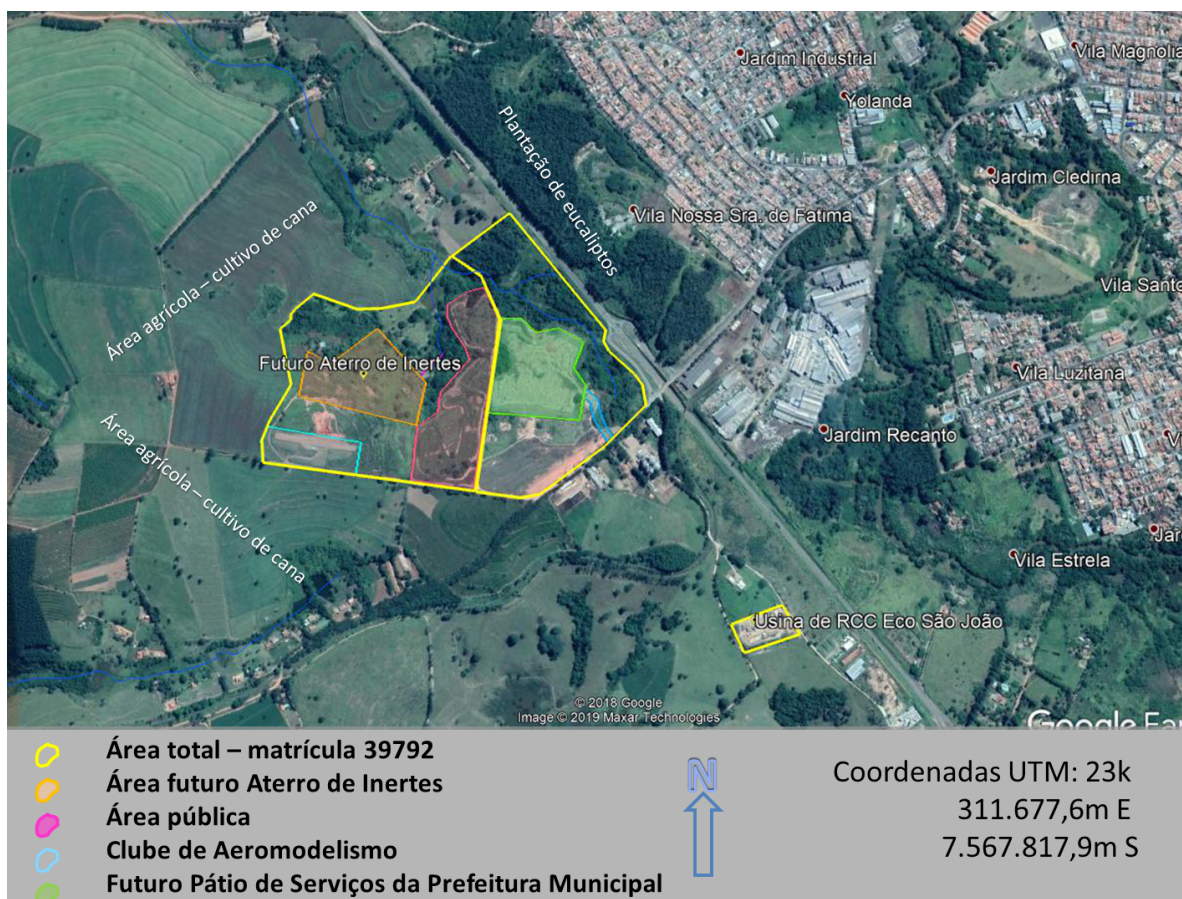 Jardim Industrial
Vila Magnolia
Yolanda
Plantação de eucaliptos
Jardim Cledirna
Vila Nossa Sra. de Fatima
Área agrícola – cultivo de cana
Vila Santo
Futuro Aterro de Inertes
Vila Luzitana
Jardim Recanto
Área agrícola – cultivo de cana
Vila Estrela
Usina de RCC Eco São João
© 2018 Google
Image © 2019 Maxar Technologies
Google Ear
Área total – matrícula 39792
Área futuro Aterro de Inertes
Área pública
Clube de Aeromodelismo
Futuro Pátio de Serviços da Prefeitura Municipal
N
Coordenadas UTM: 23k
311.677,6m E
7.567.817,9m S